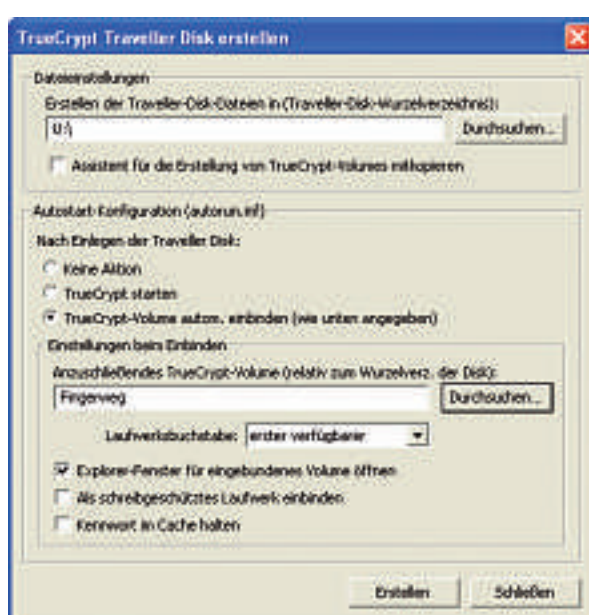 TrueCrypt Traveller Disk erstellen
Dateieinstellungen
Erstellen der Traveller-Disk-Dateien in (Traveller-Disk-Wurzelverzeichnis):
U:\
Durchsuchen...
Assistent für die Erstellung von TrueCrypt-Volumes mitkopieren
Autostart-Konfiguration (autorun.inf)
Nach Einlegen der Traveller Disk:
Keine Aktion
TrueCrypt starten
TrueCrypt-Volume autom. einbinden (wie unten angegeben)
Einstellungen beim Einbinden
Anzuschließendes TrueCrypt-Volume (relativ zum Wurzelverz. der Disk):
Fingerweg
Durchsuchen...
Laufwerksbuchstabe: erster verfügbarer
Explorer-Fenster für eingebundenes Volume öffnen
Als schreibgeschütztes Laufwerk einbinden
Kennwort im Cache halten
Erstellen Schließen